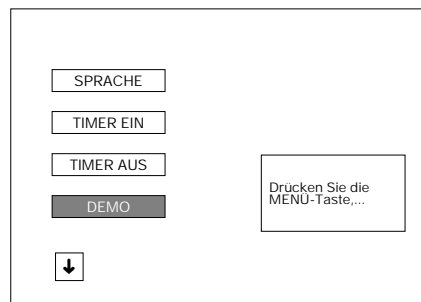 SPRACHE
TIMER EIN
TIMER AUS
DEMO
Drücken Sie die
MENÜ-Taste,...